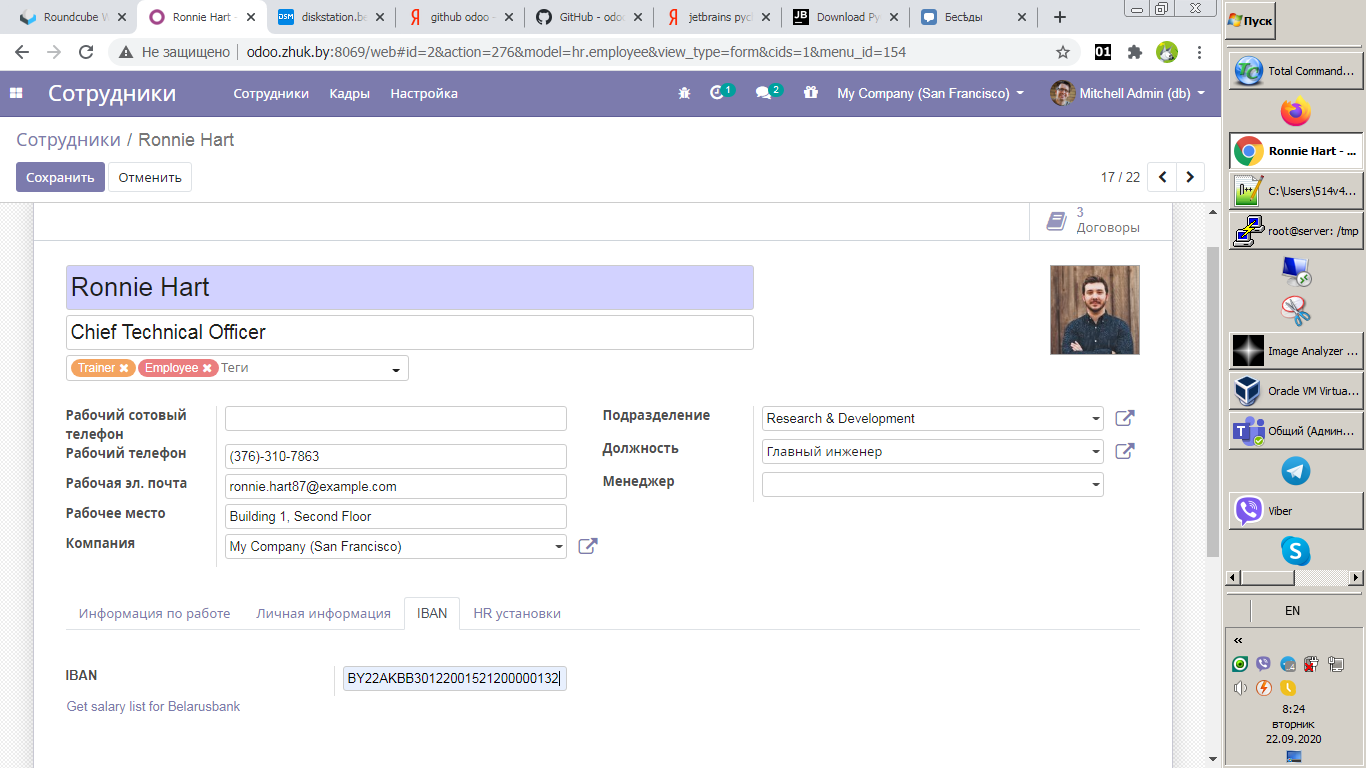 Roundcube W
Ronnie Hart -
diskstation.be
github odoo -
GitHub - odoo
jetbrains pyc
Download Py
Бесѣды
Пуск
Не защищено
odoo.zhuk.by:8069/web#id=2&action=276&model=hr.employee&view_type=form&cids=1&menu_id=154
01
Сотрудники
Сотрудники
Кадры
Настройка
1
2
My Company (San Francisco)
Mitchell Admin (db)
Сотрудники / Ronnie Hart
Сохранить
Отменить
17 / 22
3
Договоры
Ronnie Hart
Chief Technical Officer
Trainer
Employee
Теги
Рабочий сотовый
телефон
Рабочий телефон
(376)-310-7863
Рабочая эл. почта
ronnie.hart87@example.com
Рабочее место
Building 1, Second Floor
Компания
My Company (San Francisco)
Подразделение
Research & Development
Должность
Главный инженер
Менеджер
Информация по работе
Личная информация
IBAN
HR установки
IBAN
BY22AKBB30122001521200000132
Get salary list for Belarusbank
Total Command...
Ronnie Hart - ...
C:\Users\514v4...
root@server: /tmp
Image Analyzer ...
Oracle VM Virtua...
Общий (Админ...
Viber
EN
8:24
вторник
22.09.2020